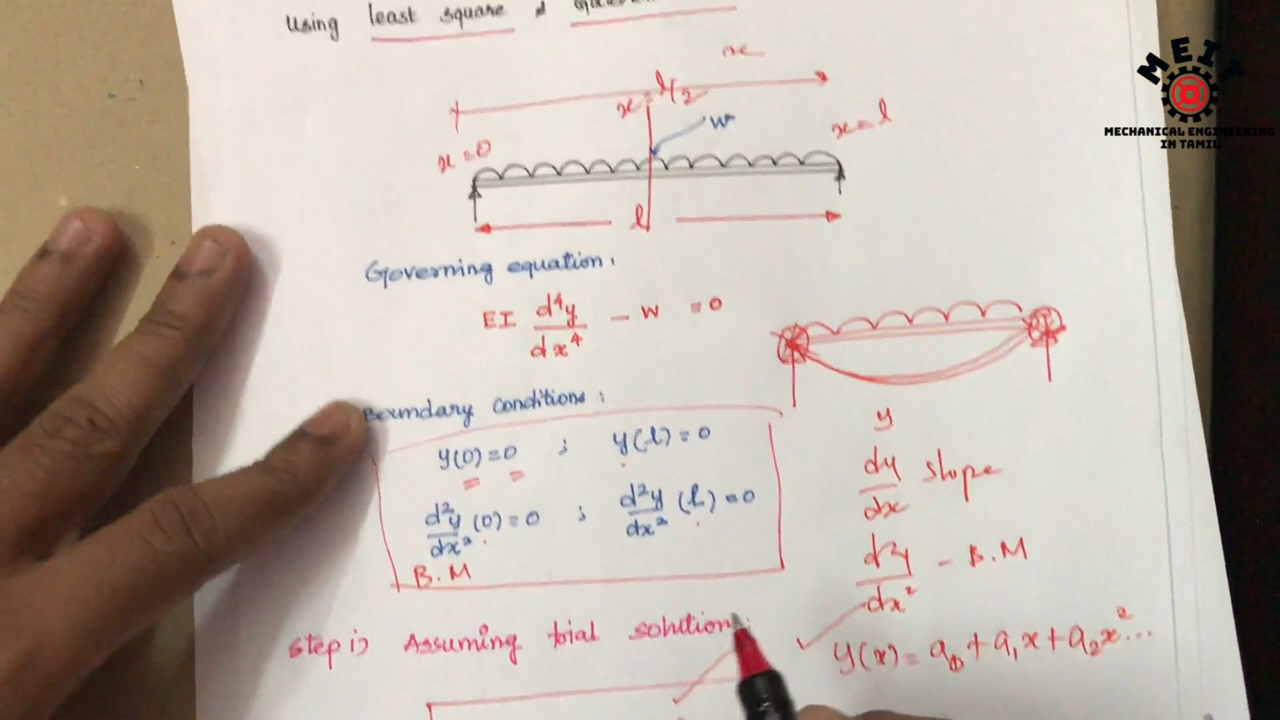 Using least square &
x
x = l/2
w
x = 0
x = l
l
Governing equation.
EI d⁴y/dx⁴ - w = 0
Boundary conditions :
y(0) = 0 ; y(l) = 0
d²y/dx² (0) = 0 ; d²y/dx² (l) = 0
B.M
y
dy/dx slope
d²y/dx² - B.M
y(x) = a₀ + a₁x + a₂x² ...
Step i) Assuming trial solution:
MEIT
MECHANICAL ENGINEERING
IN TAMIL